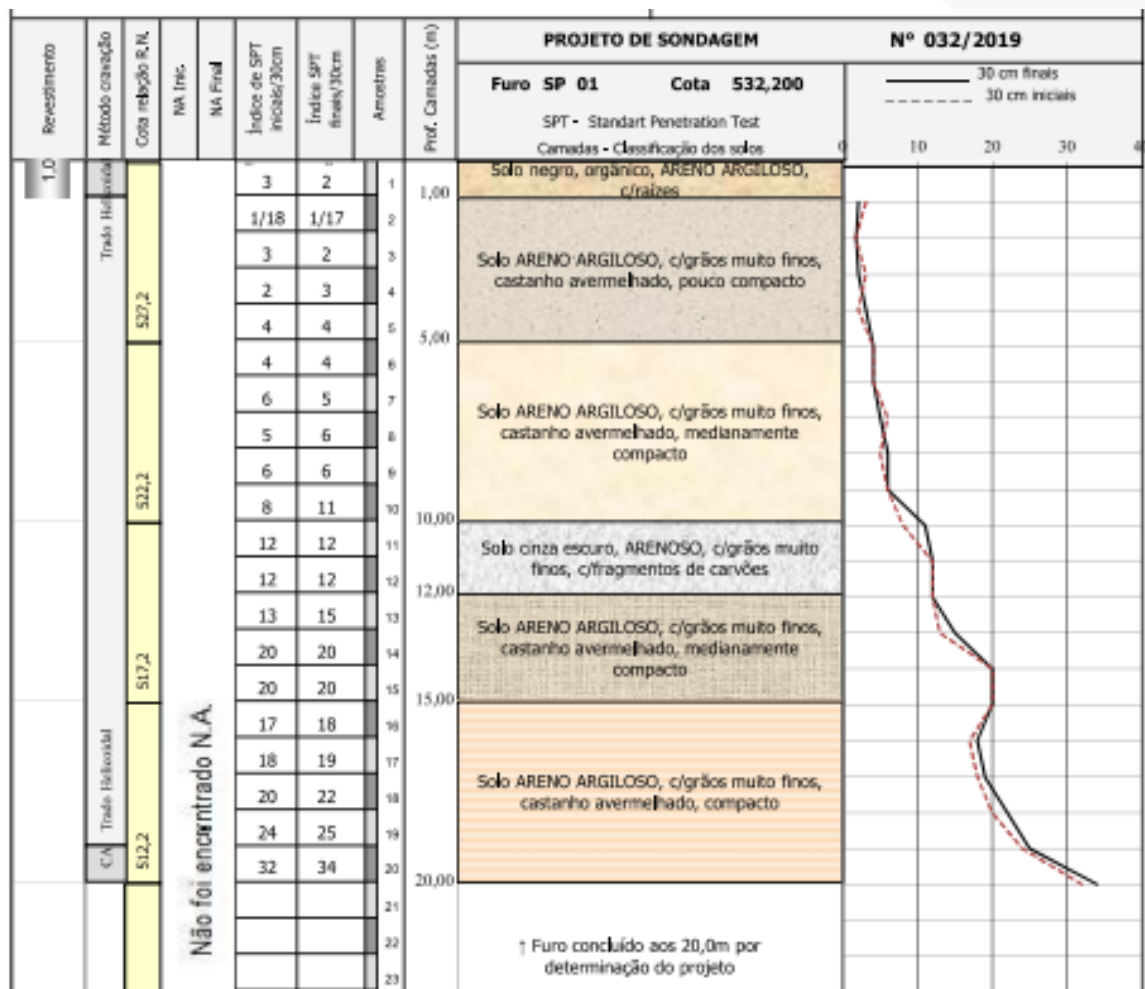 Revestimento
Método cravação
Cota relação R.N.
NA Inic.
NA Final
Índice de SPT
iniciais/30cm
Índice SPT
finais/30cm
Amostras
Prof. Camadas (m)
PROJETO DE SONDAGEM
Nº 032/2019
Furo SP 01 Cota 532,200
SPT - Standart Penetration Test
Camadas - Classificação dos solos
30 cm finais
30 cm iniciais
0 10 20 30
1,0
Trado Helicoidal
3 2 1
1,00
Solo negro, orgânico, ARENO ARGILOSO,
c/raízes
1/18 1/17 2
3 2 3
2 3 4
4 4 5
527,2
5,00
Solo ARENO ARGILOSO, c/grãos muito finos,
castanho avermelhado, pouco compacto
4 4 6
6 5 7
5 6 8
6 6 9
8 11 10
522,2
10,00
Solo ARENO ARGILOSO, c/grãos muito finos,
castanho avermelhado, medianamente
compacto
12 12 11
12 12 12
12,00
Solo cinza escuro, ARENOSO, c/grãos muito
finos, c/fragmentos de carvões
13 15 13
20 20 14
20 20 15
517,2
15,00
Solo ARENO ARGILOSO, c/grãos muito finos,
castanho avermelhado, medianamente
compacto
17 18 16
18 19 17
20 22 18
24 25 19
32 34 20
Trado Helicoidal
CA
512,2
20,00
Solo ARENO ARGILOSO, c/grãos muito finos,
castanho avermelhado, compacto
Não foi encontrado N.A.
21
22
23
↑ Furo concluído aos 20,0m por
determinação do projeto